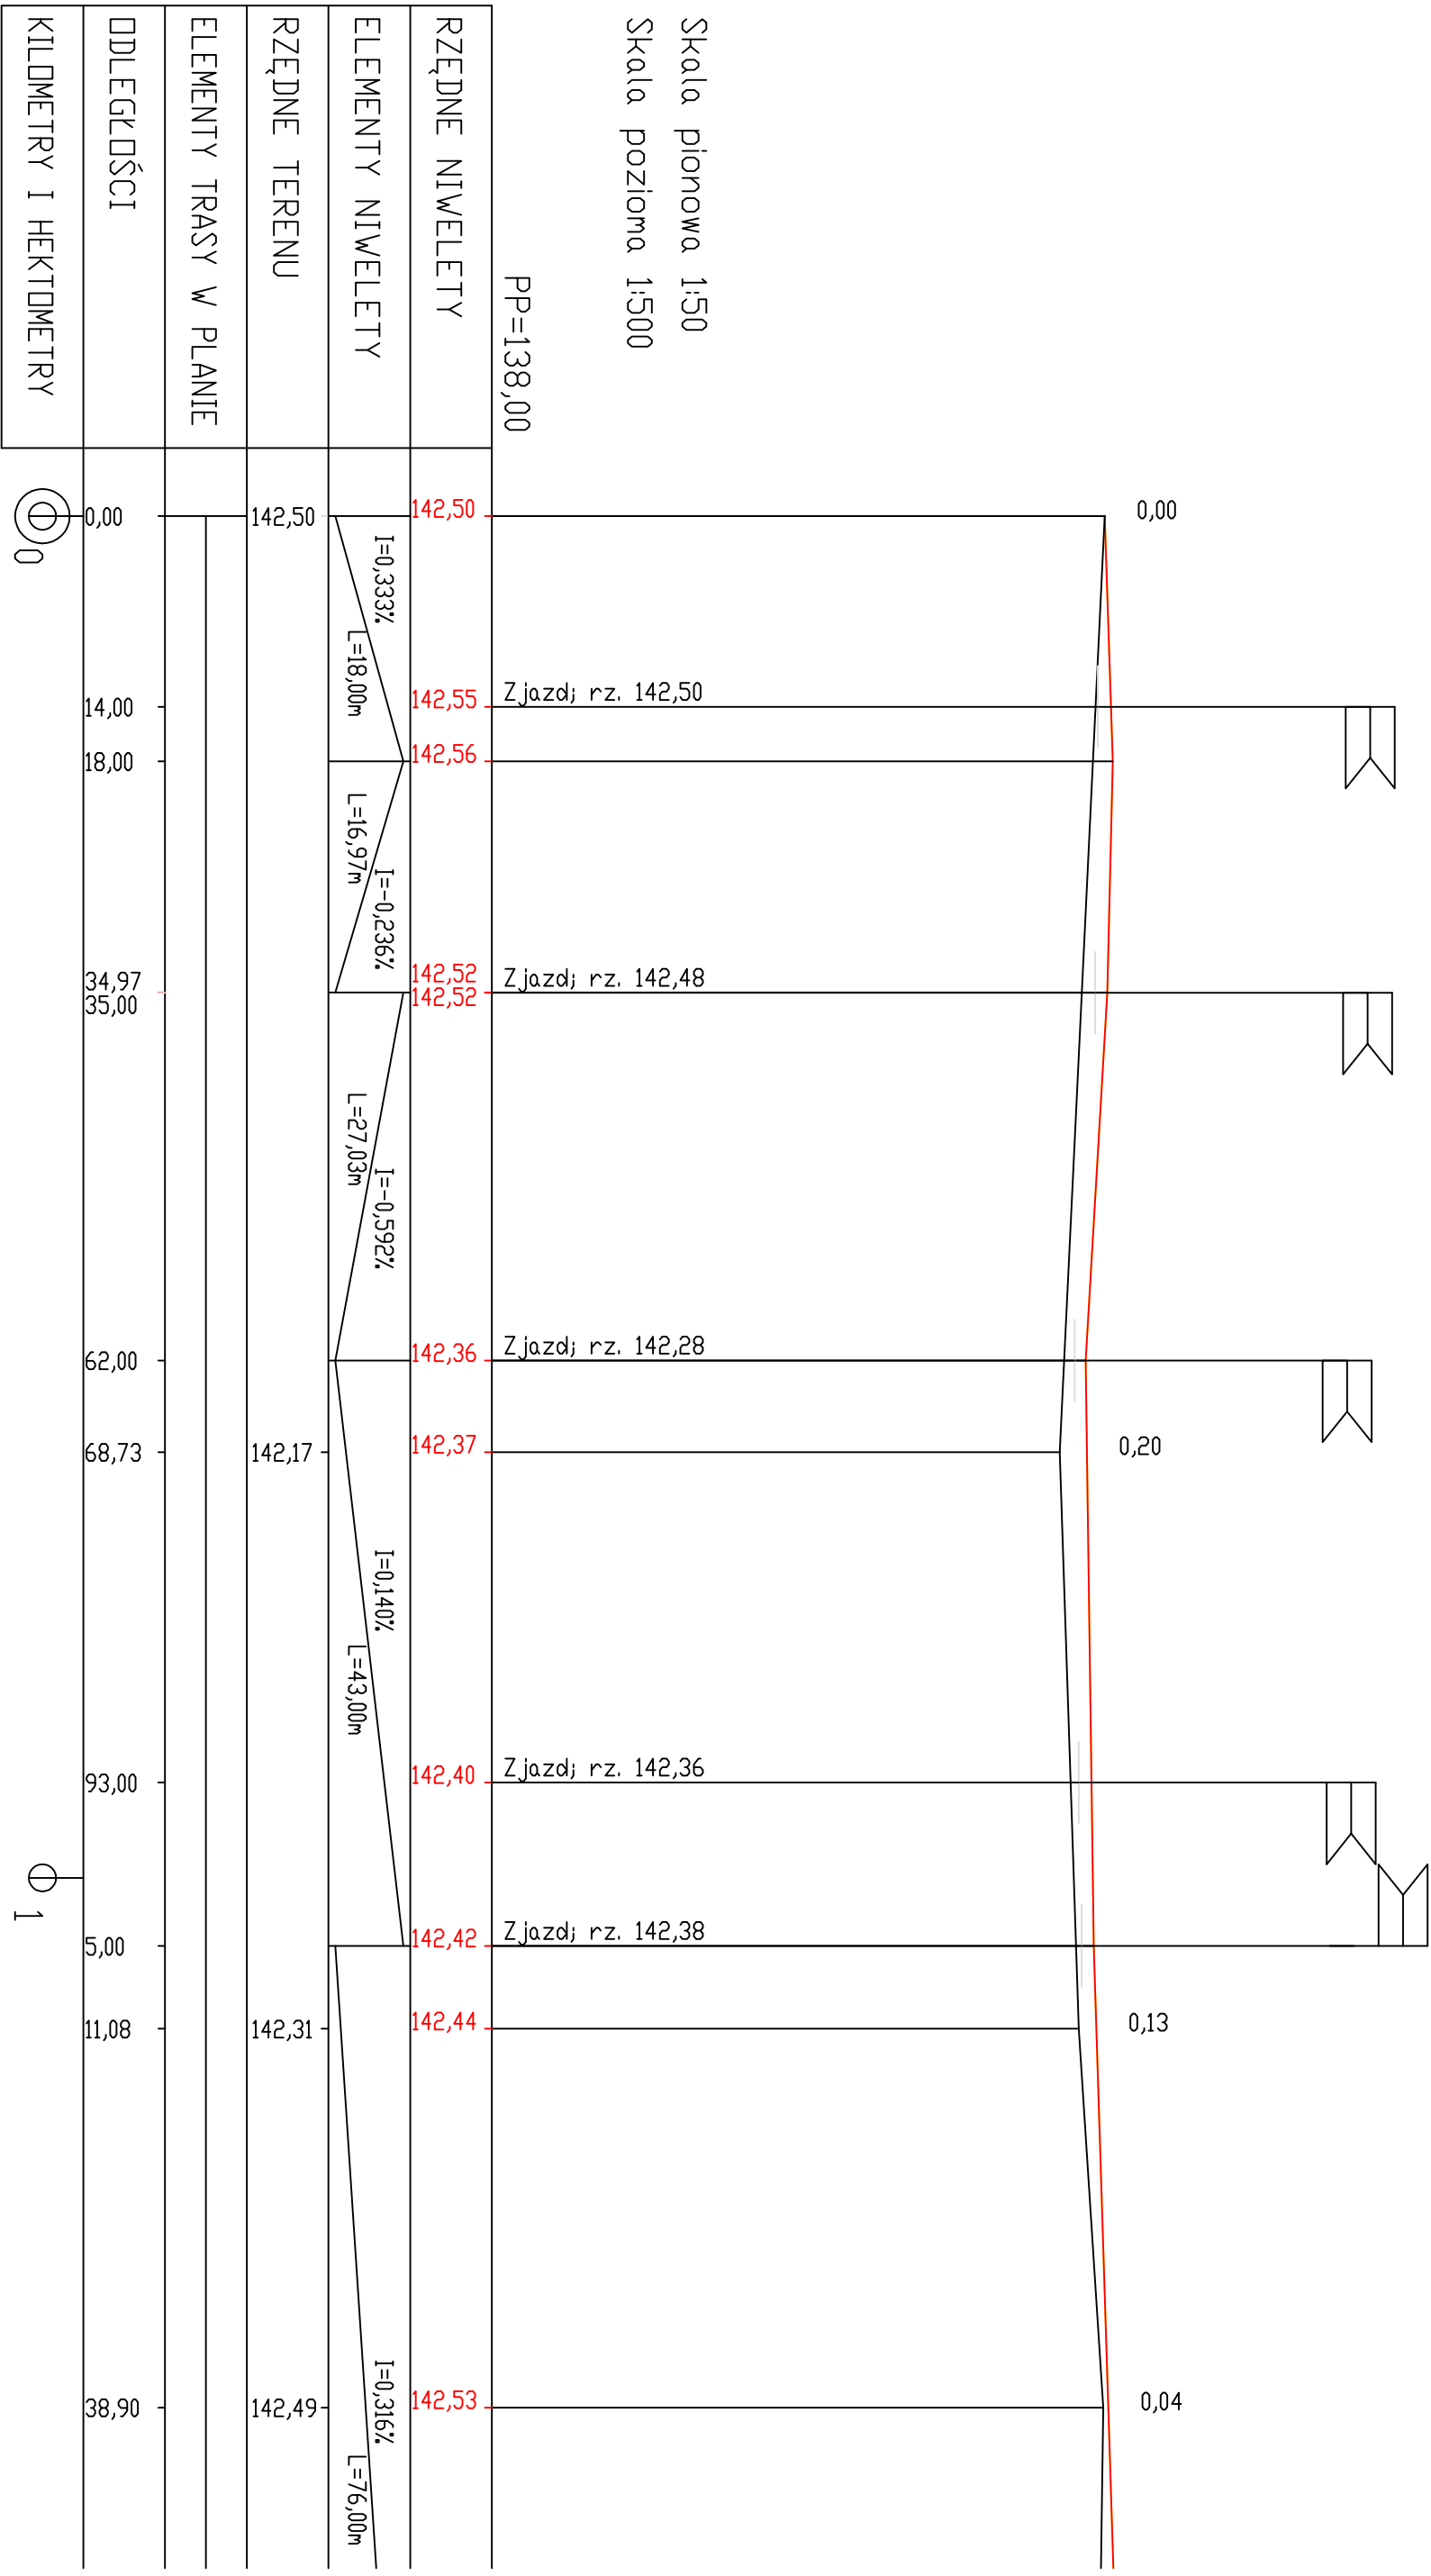 Skala pionowa 1:50
Skala pozioma 1:500
PP=138,00
RZĘDNE NIWELETY
142,50
142,55
142,56
142,52
142,52
142,36
142,37
142,40
142,42
142,44
142,53
ELEMENTY NIWELETY
I=0,333%
L=18,00m
L=16,97m
I=-0,236%
L=27,03m
I=-0,592%
I=0,140%
L=43,00m
I=0,316%
L=76,00m
RZĘDNE TERENU
142,50
142,17
142,31
142,49
ELEMENTY TRASY W PLANIE
ODLEGŁOŚCI
0,00
14,00
18,00
34,97
35,00
62,00
68,73
93,00
5,00
11,08
38,90
KILOMETRY I HEKTOMETRY
0
1
Zjazd; rz. 142,50
Zjazd; rz. 142,48
Zjazd; rz. 142,28
Zjazd; rz. 142,36
Zjazd; rz. 142,38
0,00
0,20
0,13
0,04